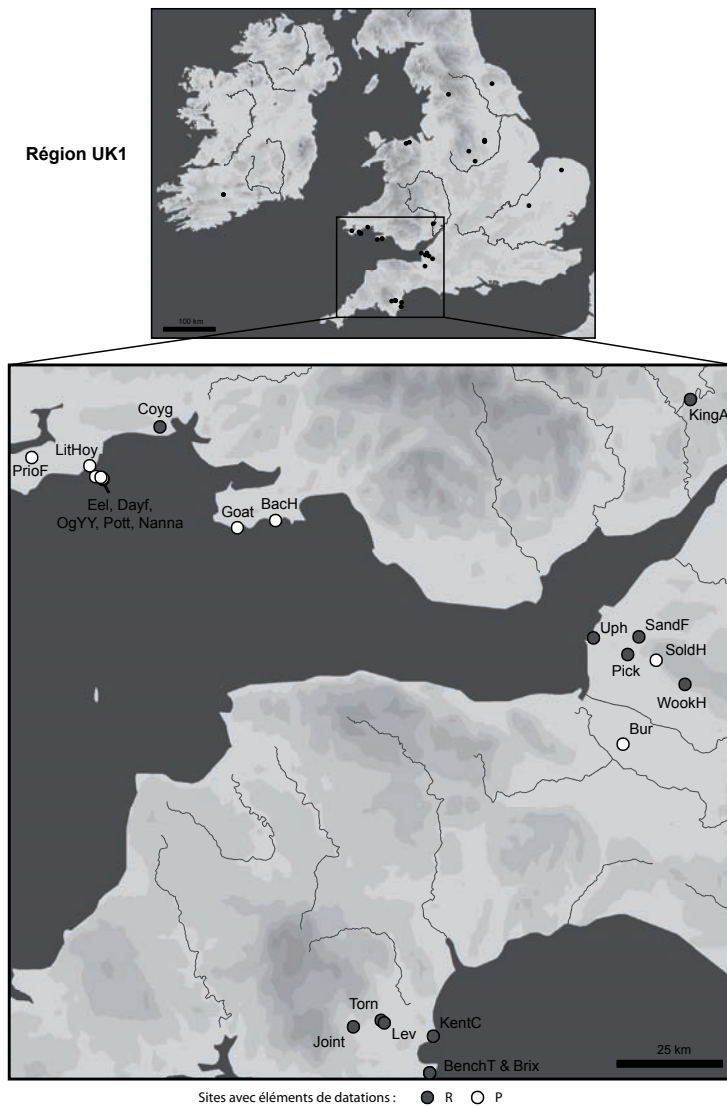 Région UK1
100 km
Coyg
KingA
LitHoy
PrioF
Eel, Dayf,
OgYY, Pott, Nanna
Goat
BacH
Uph
SandF
SoldH
Pick
WookH
Bur
Torn
KentC
Joint
Lev
BenchT & Brix
25 km
Sites avec éléments de datations : R P